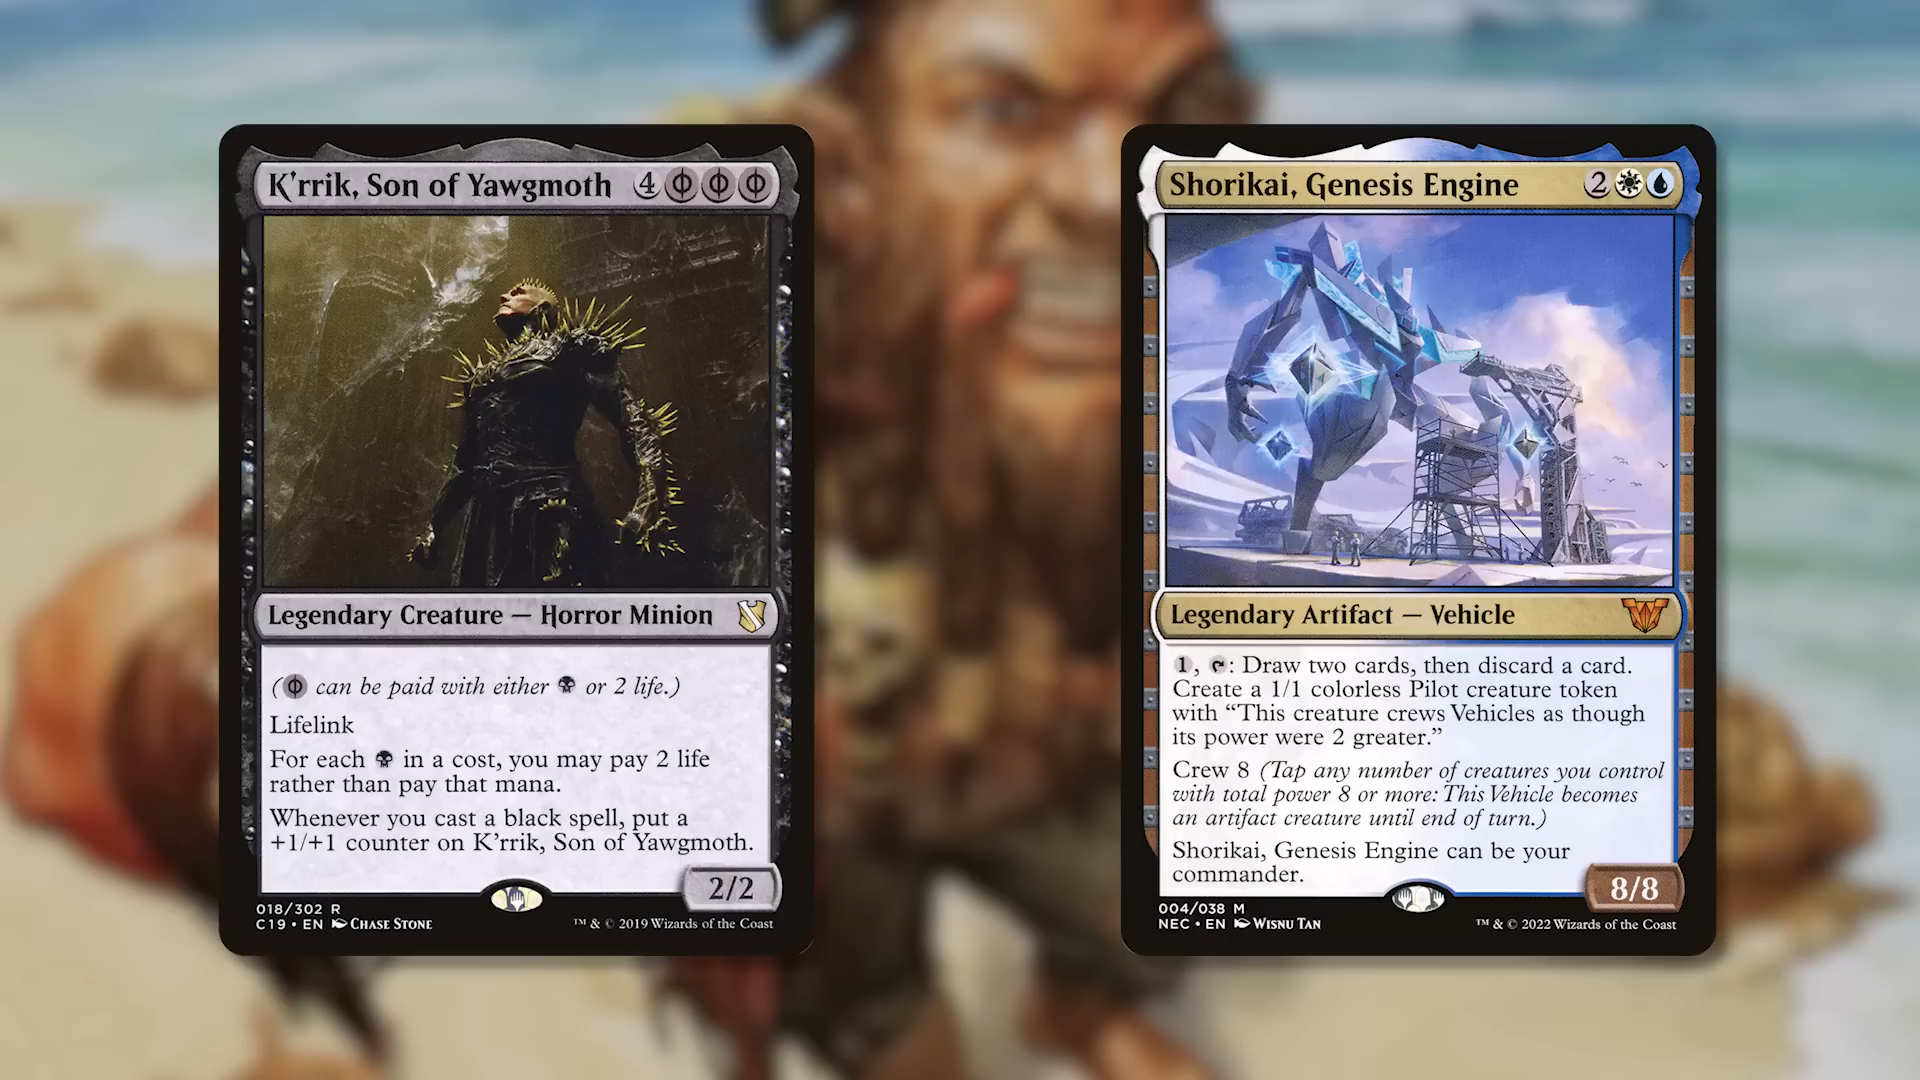 K'rrik, Son of Yawgmoth 4
Legendary Creature — Horror Minion
( can be paid with either or 2 life.)
Lifelink
For each in a cost, you may pay 2 life
rather than pay that mana.
Whenever you cast a black spell, put a
+1/+1 counter on K'rrik, Son of Yawgmoth.
2/2
018/302 R
C19 • EN Chase Stone
™ & © 2019 Wizards of the Coast
Shorikai, Genesis Engine 2
Legendary Artifact — Vehicle
1, : Draw two cards, then discard a card.
Create a 1/1 colorless Pilot creature token
with “This creature crews Vehicles as though
its power were 2 greater.”
Crew 8 (Tap any number of creatures you control
with total power 8 or more: This Vehicle becomes
an artifact creature until end of turn.)
Shorikai, Genesis Engine can be your
commander.
8/8
004/038 M
NEC • EN Wisnu Tan
™ & © 2022 Wizards of the Coast